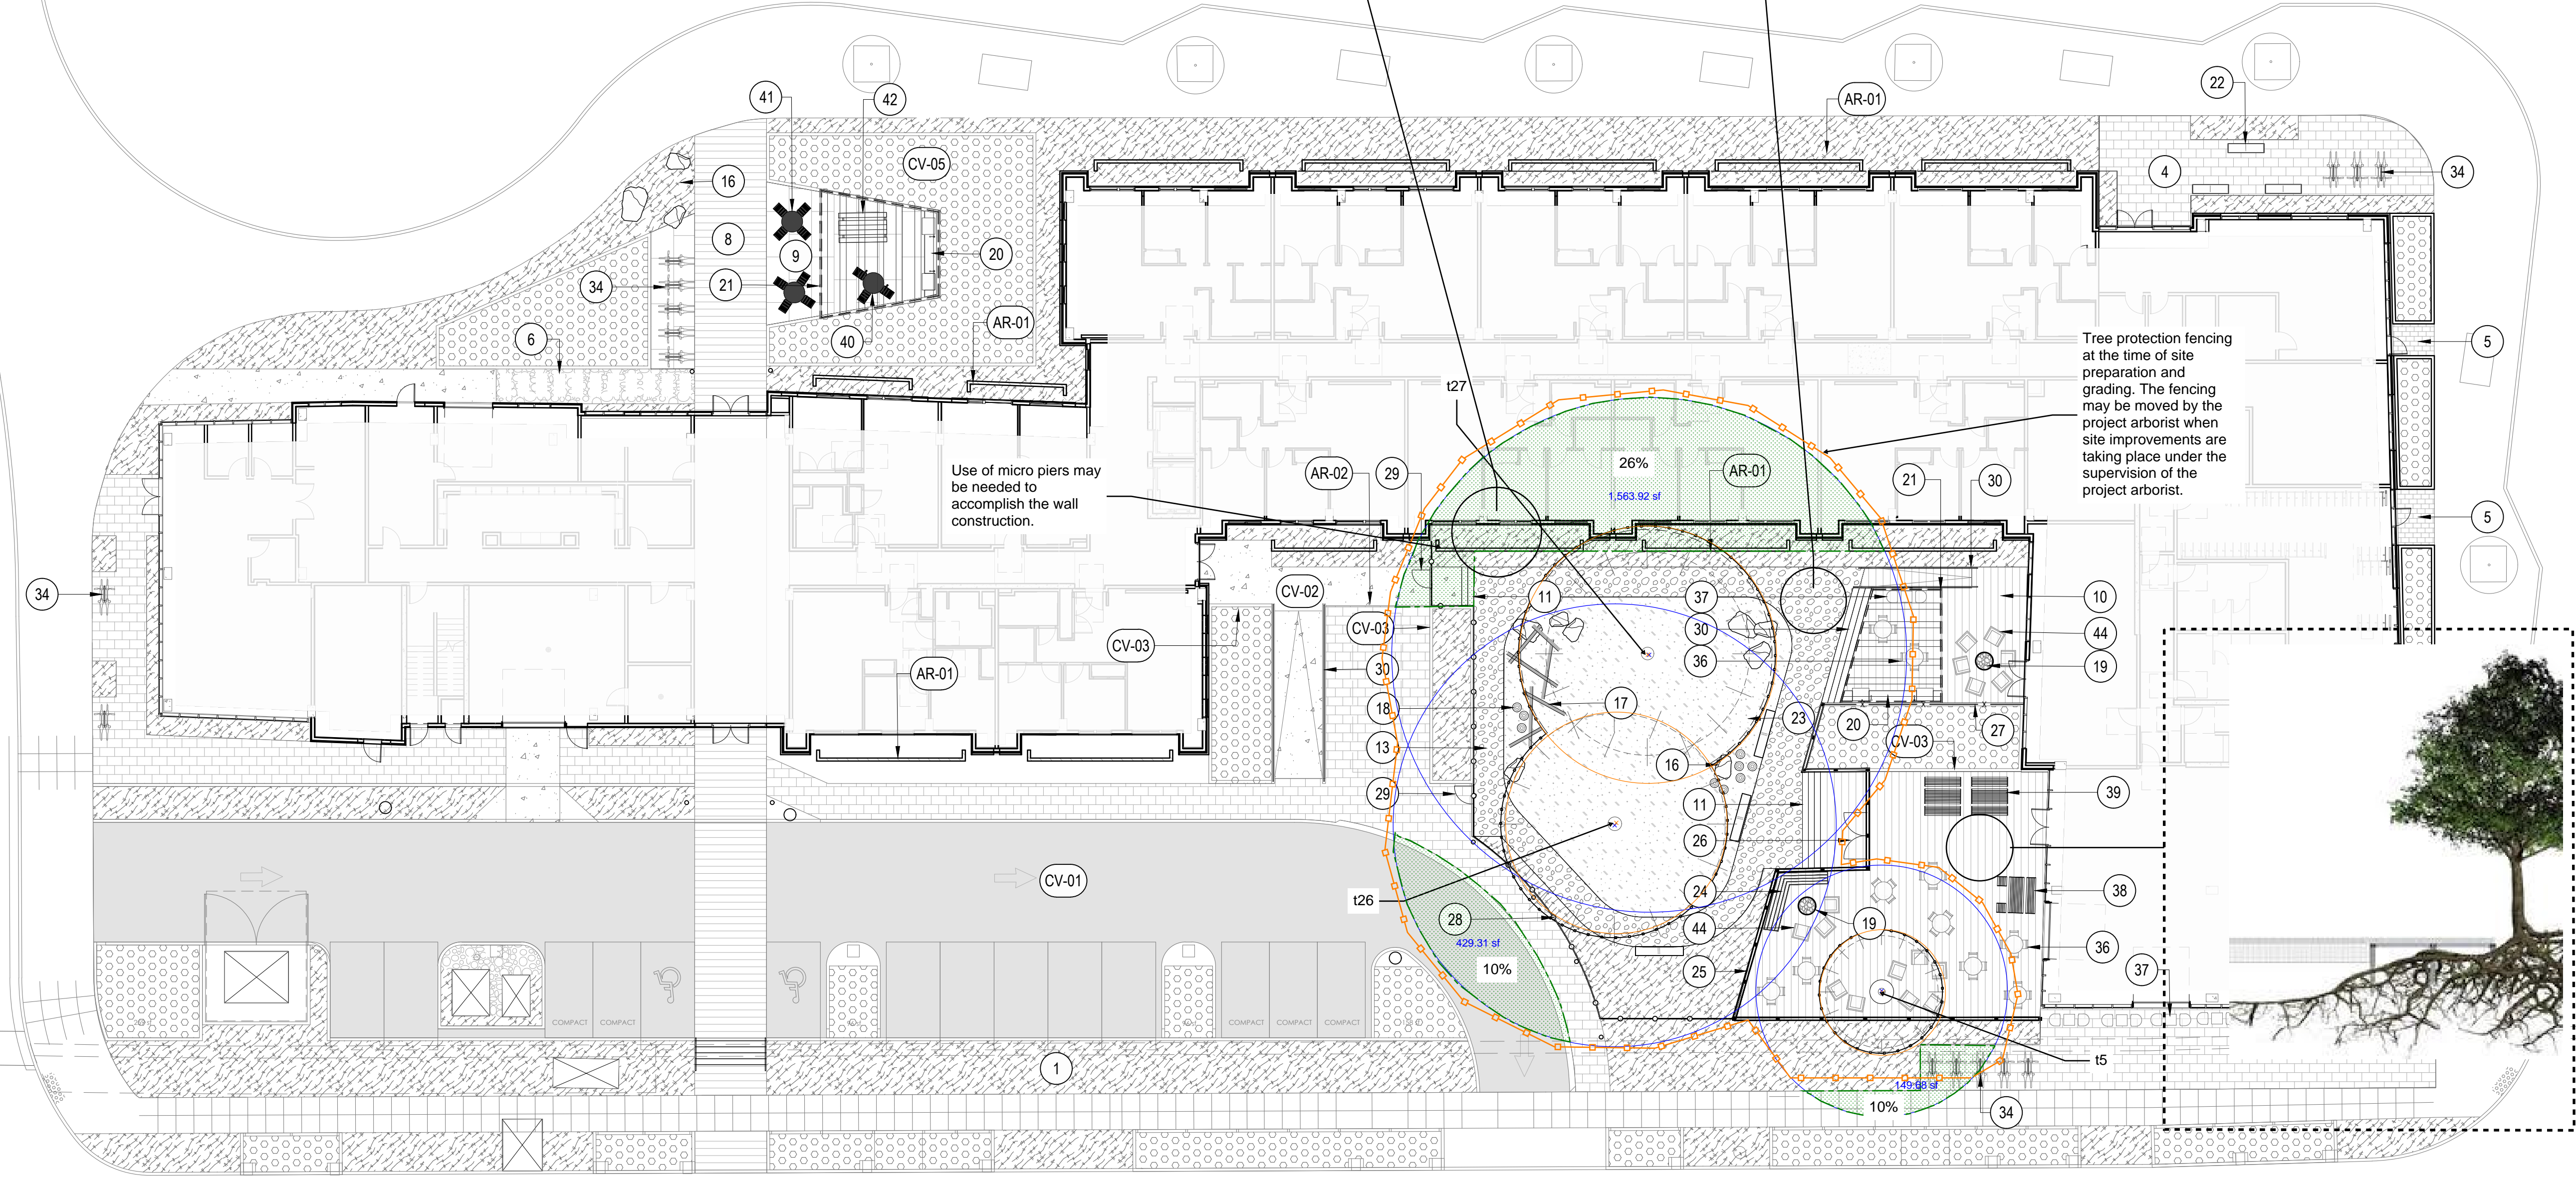 41
42
22
AR-01
CV-05
16
4
34
8
9
20
21
34
AR-01
6
40
5
Tree protection fencing
at the time of site
preparation and
grading. The fencing
may be moved by the
project arborist when
site improvements are
taking place under the
supervision of the
project arborist.
t27
26%
1,563.92 sf
AR-01
AR-02
29
21
30
Use of micro piers may
be needed to
accomplish the wall
construction.
5
34
CV-02
11
37
10
CV-03
30
44
CV-03
36
19
AR-01
30
18
17
23
20
27
13
16
CV-03
29
11
39
26
CV-01
24
38
t26
28
44
19
36
429.31 sf
10%
25
37
COMPACT
COMPACT
COMPACT
COMPACT
COMPACT
1
t5
149.68 sf
10%
34